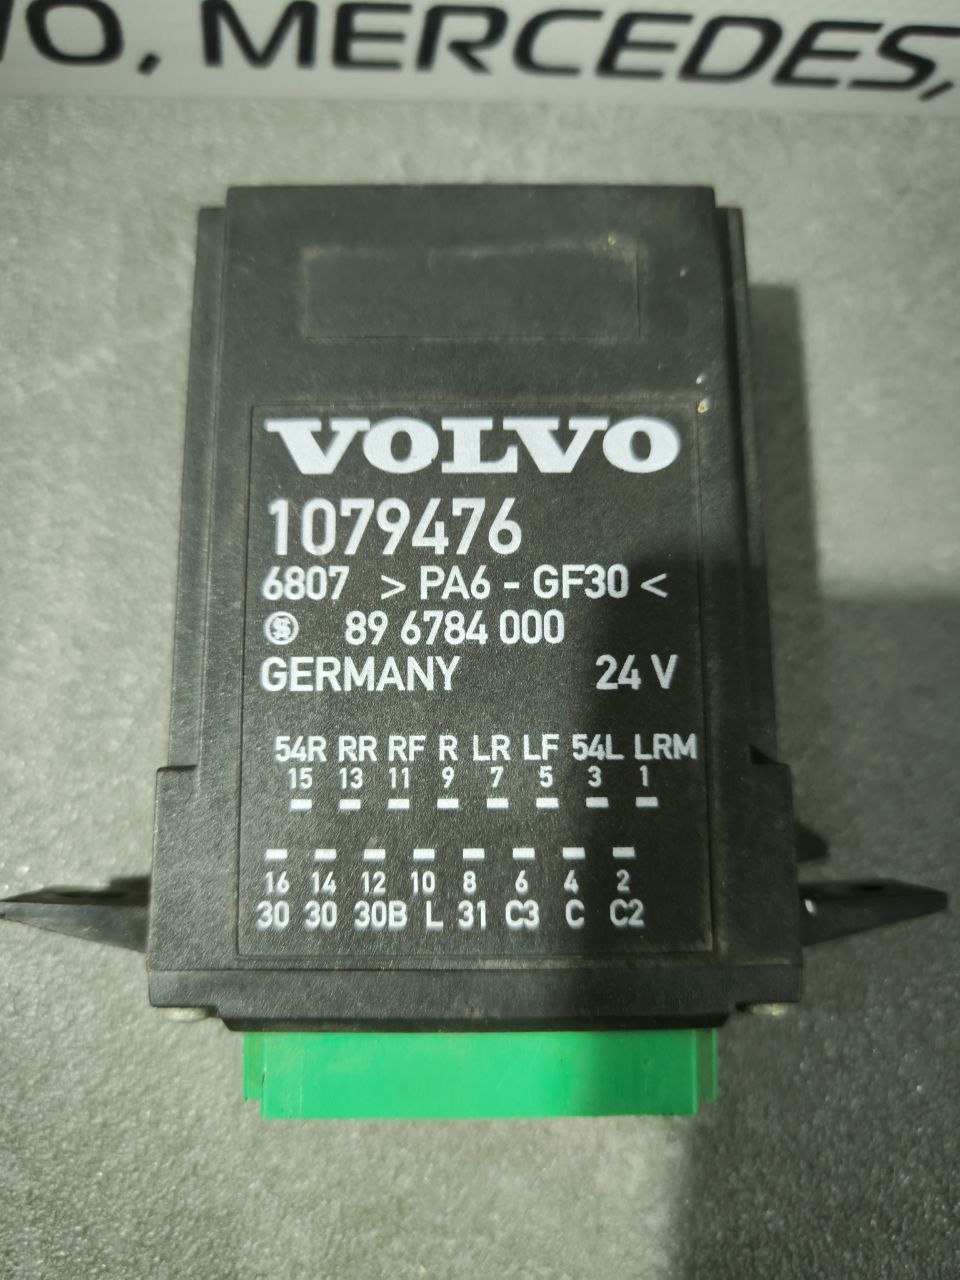 O, MERCEDES,
VOLVO
1079476
6807 > PA6 - GF30 <
89 6784 000
GERMANY 24 V
54R RR RF R LR LF 54L LRM
15 13 11 9 7 5 3 1
16 14 12 10 8 6 4 2
30 30 30B L 31 C3 C C2